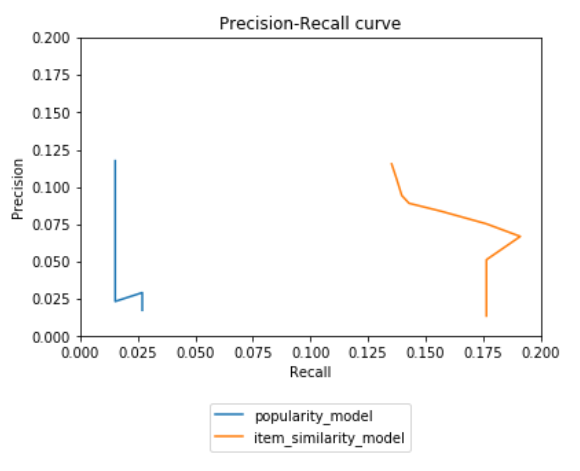 Precision-Recall curve
0.200
0.175
0.150
0.125
0.100
0.075
0.050
0.025
0.000
Precision
0.000 0.025 0.050 0.075 0.100 0.125 0.150 0.175 0.200
Recall
popularity_model
item_similarity_model